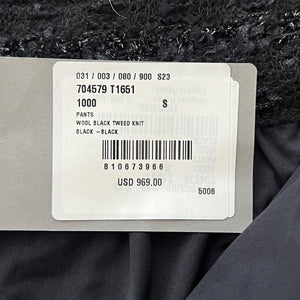 031 / 003 / 080 / 900 S23
704579 T1651
1000 S
PANTS
WOOL BLACK TWEED KNIT
BLACK -BLACK
810673966
USD 969.00
5006